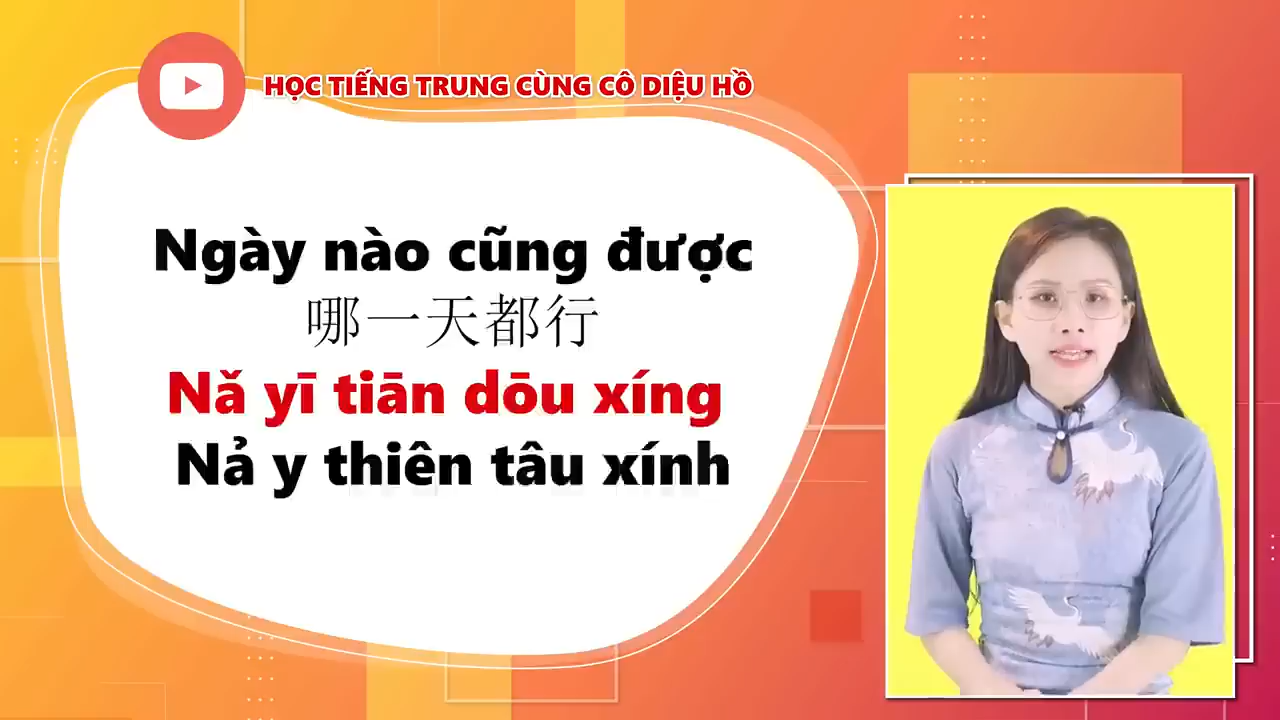 HỌC TIẾNG TRUNG CÙNG CÔ DIỆU HỒ
Ngày nào cũng được
哪一天都行
Nǎ yī tiān dōu xíng
Nả y thiên tâu xính